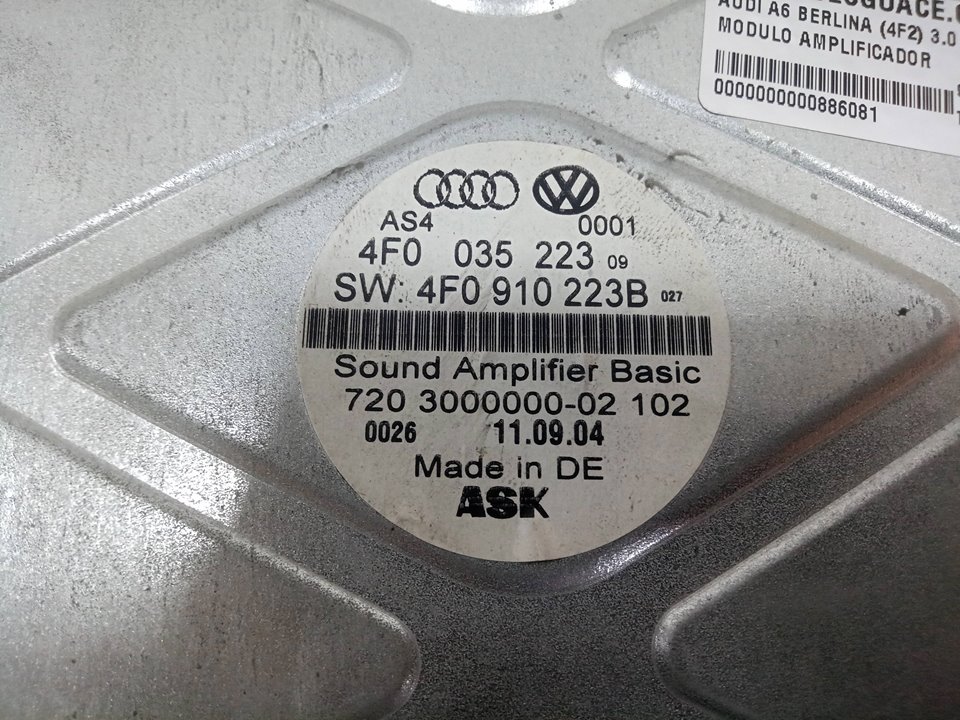 AUDI A6 BERLINA (4F2) 3.0
MODULO AMPLIFICADOR
0000000000886081
AS4 0001
4F0 035 223 09
SW: 4F0 910 223B 027
Sound Amplifier Basic
720 3000000-02 102
0026 11.09.04
Made in DE
ASK